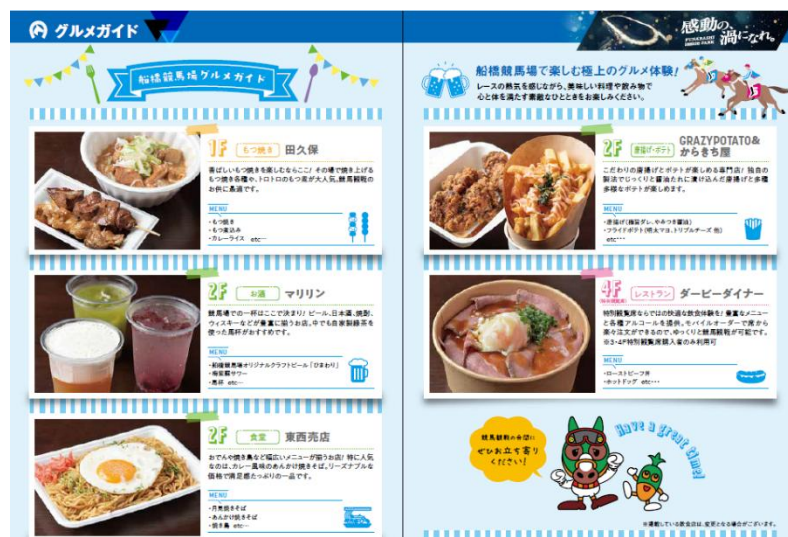 グルメガイド
感動の、
渦になれ。
FUNABASHI
KEIBA PARK
船橋競馬場グルメガイド
船橋競馬場で楽しむ極上のグルメ体験!
レースの熱気を感じながら、美味しい料理や飲み物で
心と体を満たす素敵なひとときをお楽しみください。
1F もつ焼き 田久保
香ばしいもつ焼きを楽しむならここ! その場で焼き上げる
もつ焼き各種や、トロトロのもつ煮が大人気。競馬観戦の
お供に最適です。
MENU
・もつ焼き
・もつ煮込み
・カレーライス etc…
2F お酒 マリリン
競馬場での一杯はここで決まり! ビール、日本酒、焼酎、
ウィスキーなどが豊富に揃うお店。中でも自家製緑茶を
使った馬杯がおすすめです。
MENU
・船橋競馬場オリジナルクラフトビール「ひまわり」
・梅紫蘇サワー
・馬杯 etc…
2F 食堂 東西売店
おでんや焼き鳥など幅広いメニューが揃うお店! 特に人気
なのは、カレー風味のあんかけ焼きそば。リーズナブルな
価格で満足感たっぷりの一品です。
MENU
・月見焼きそば
・あんかけ焼きそば
・焼き鳥 etc…
2F 唐揚げ・ポテト GRAZYPOTATO&
からきち屋
こだわりの唐揚げとポテトが楽しめる専門店! 独自の
製法でじっくりと醤油たれに漬け込んだ唐揚げと多種
多様なポテトが楽しめます。
MENU
・唐揚げ(極旨ダレ、やみつき醤油)
・フライドポテト(明太マヨ、トリプルチーズ 他)
etc…
4F レストラン ダービーダイナー
特別観覧席ならではの快適な飲食体験を! 豊富なメニュー
と各種アルコールを提供。モバイルオーダーで席から
楽々注文ができるので、ゆっくりと競馬観戦が可能です。
※3・4F特別観覧席購入者のみ利用可
MENU
・ローストビーフ丼
・ホットドッグ etc…
競馬観戦の合間に
ぜひお立ち寄り
ください!
Have a great time!
※掲載している飲食店は、変更となる場合がございます。